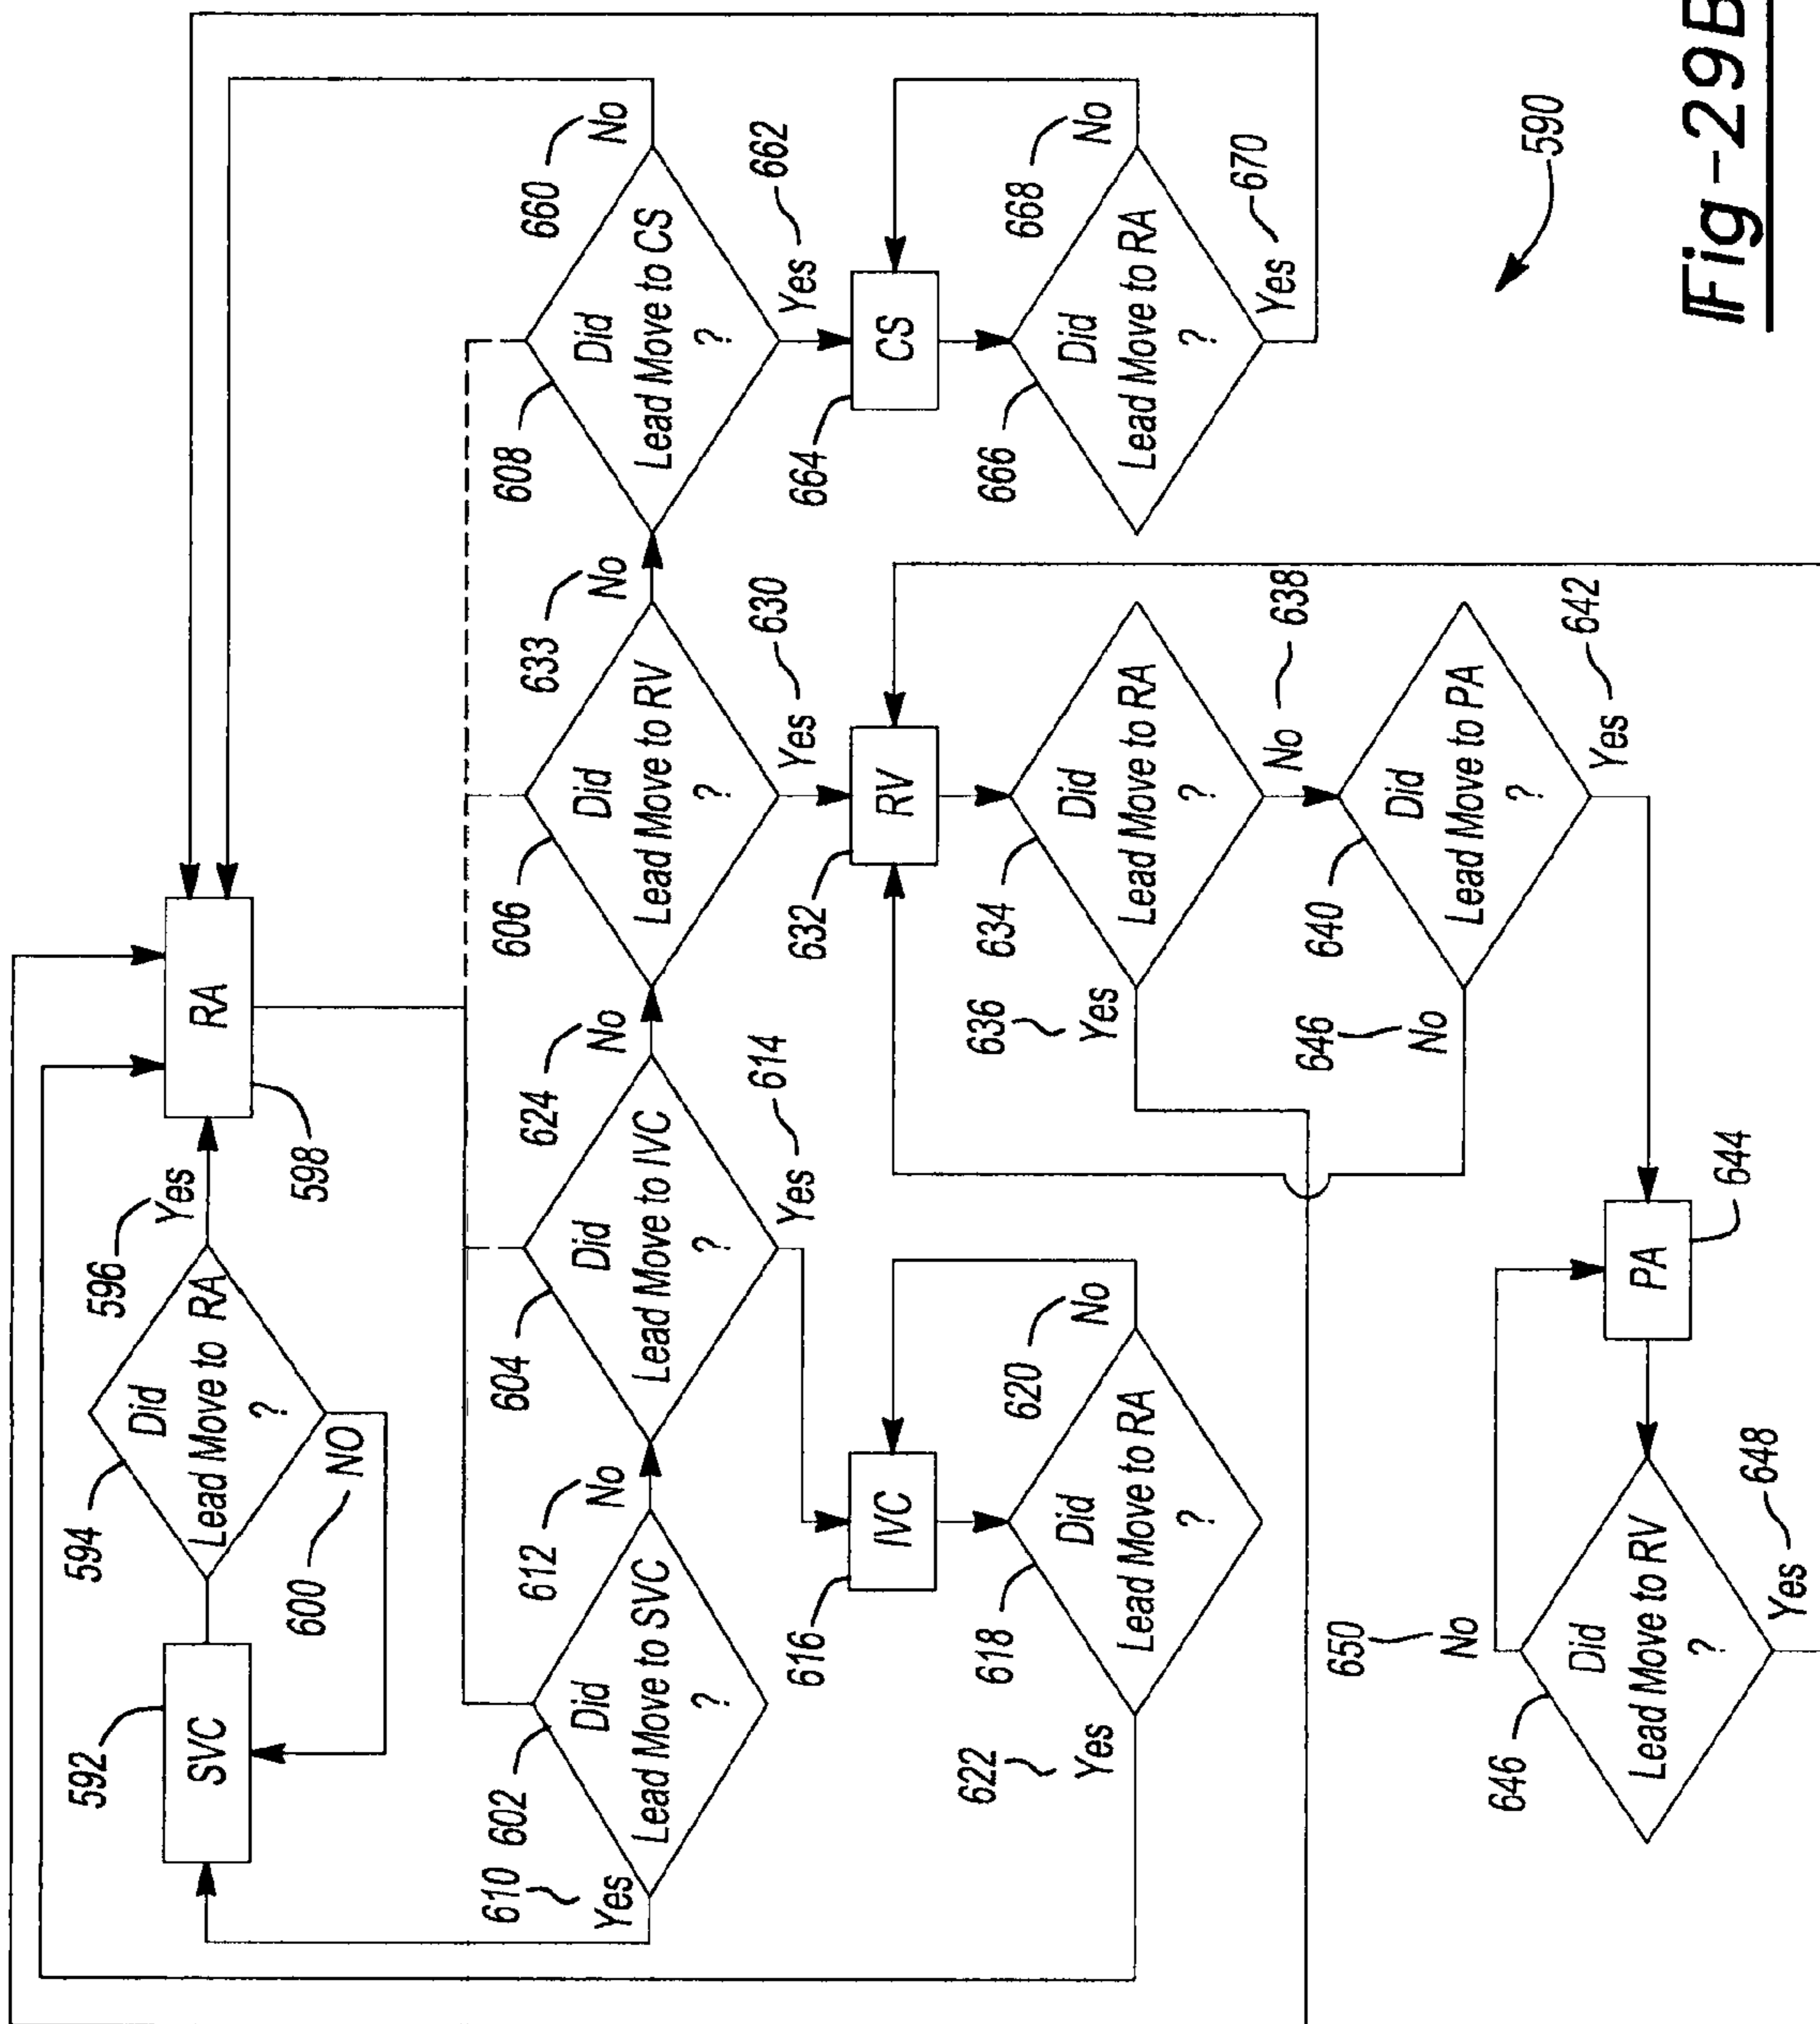 592
SVC
594
Did
Lead Move to RA
?
596
Yes
600
NO
RA
598
610
Yes
602
Did
Lead Move to SVC
?
612
No
604
Did
Lead Move to IVC
?
624
No
614
Yes
606
Did
Lead Move to RV
?
633
No
630
Yes
608
Did
Lead Move to CS
?
660
No
662
Yes
616
IVC
618
Did
Lead Move to RA
?
620
No
622
Yes
632
RV
634
Did
Lead Move to RA
?
636
Yes
No
638
664
CS
666
Did
Lead Move to RA
?
668
No
670
Yes
640
Did
Lead Move to PA
?
646
No
642
Yes
644
PA
646
Did
Lead Move to RV
?
650
No
648
Yes
590
Fig-29B